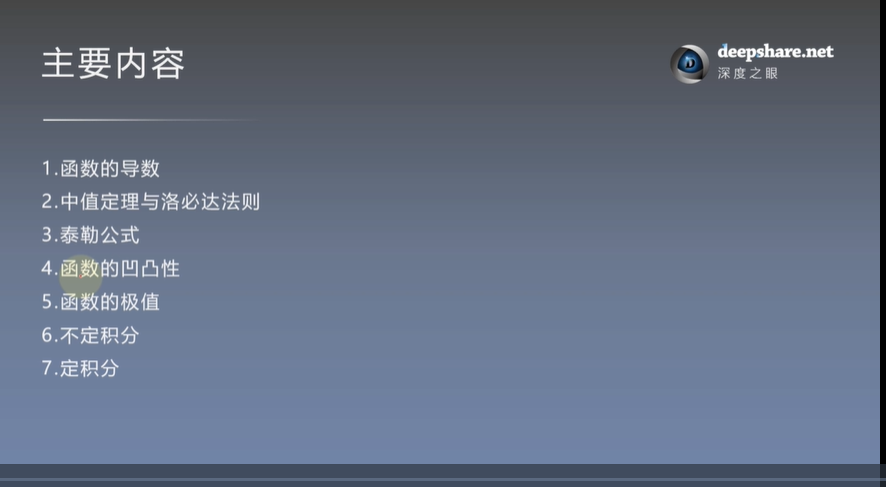 主要内容
deepshare.net
深度之眼
1.函数的导数
2.中值定理与洛必达法则
3.泰勒公式
4.函数的凹凸性
5.函数的极值
6.不定积分
7.定积分